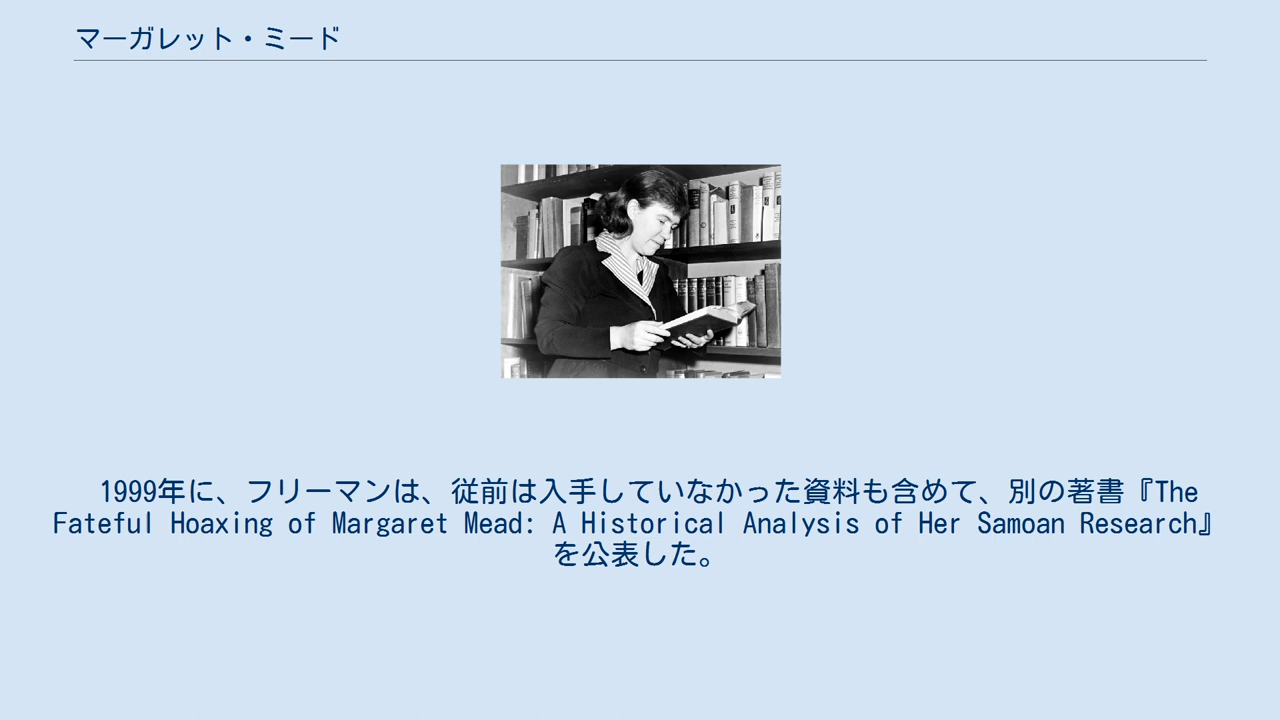 マーガレット・ミード
1999年に、フリーマンは、従前は入手していなかった資料も含めて、別の著書『The
Fateful Hoaxing of Margaret Mead: A Historical Analysis of Her Samoan Research』
を公表した。